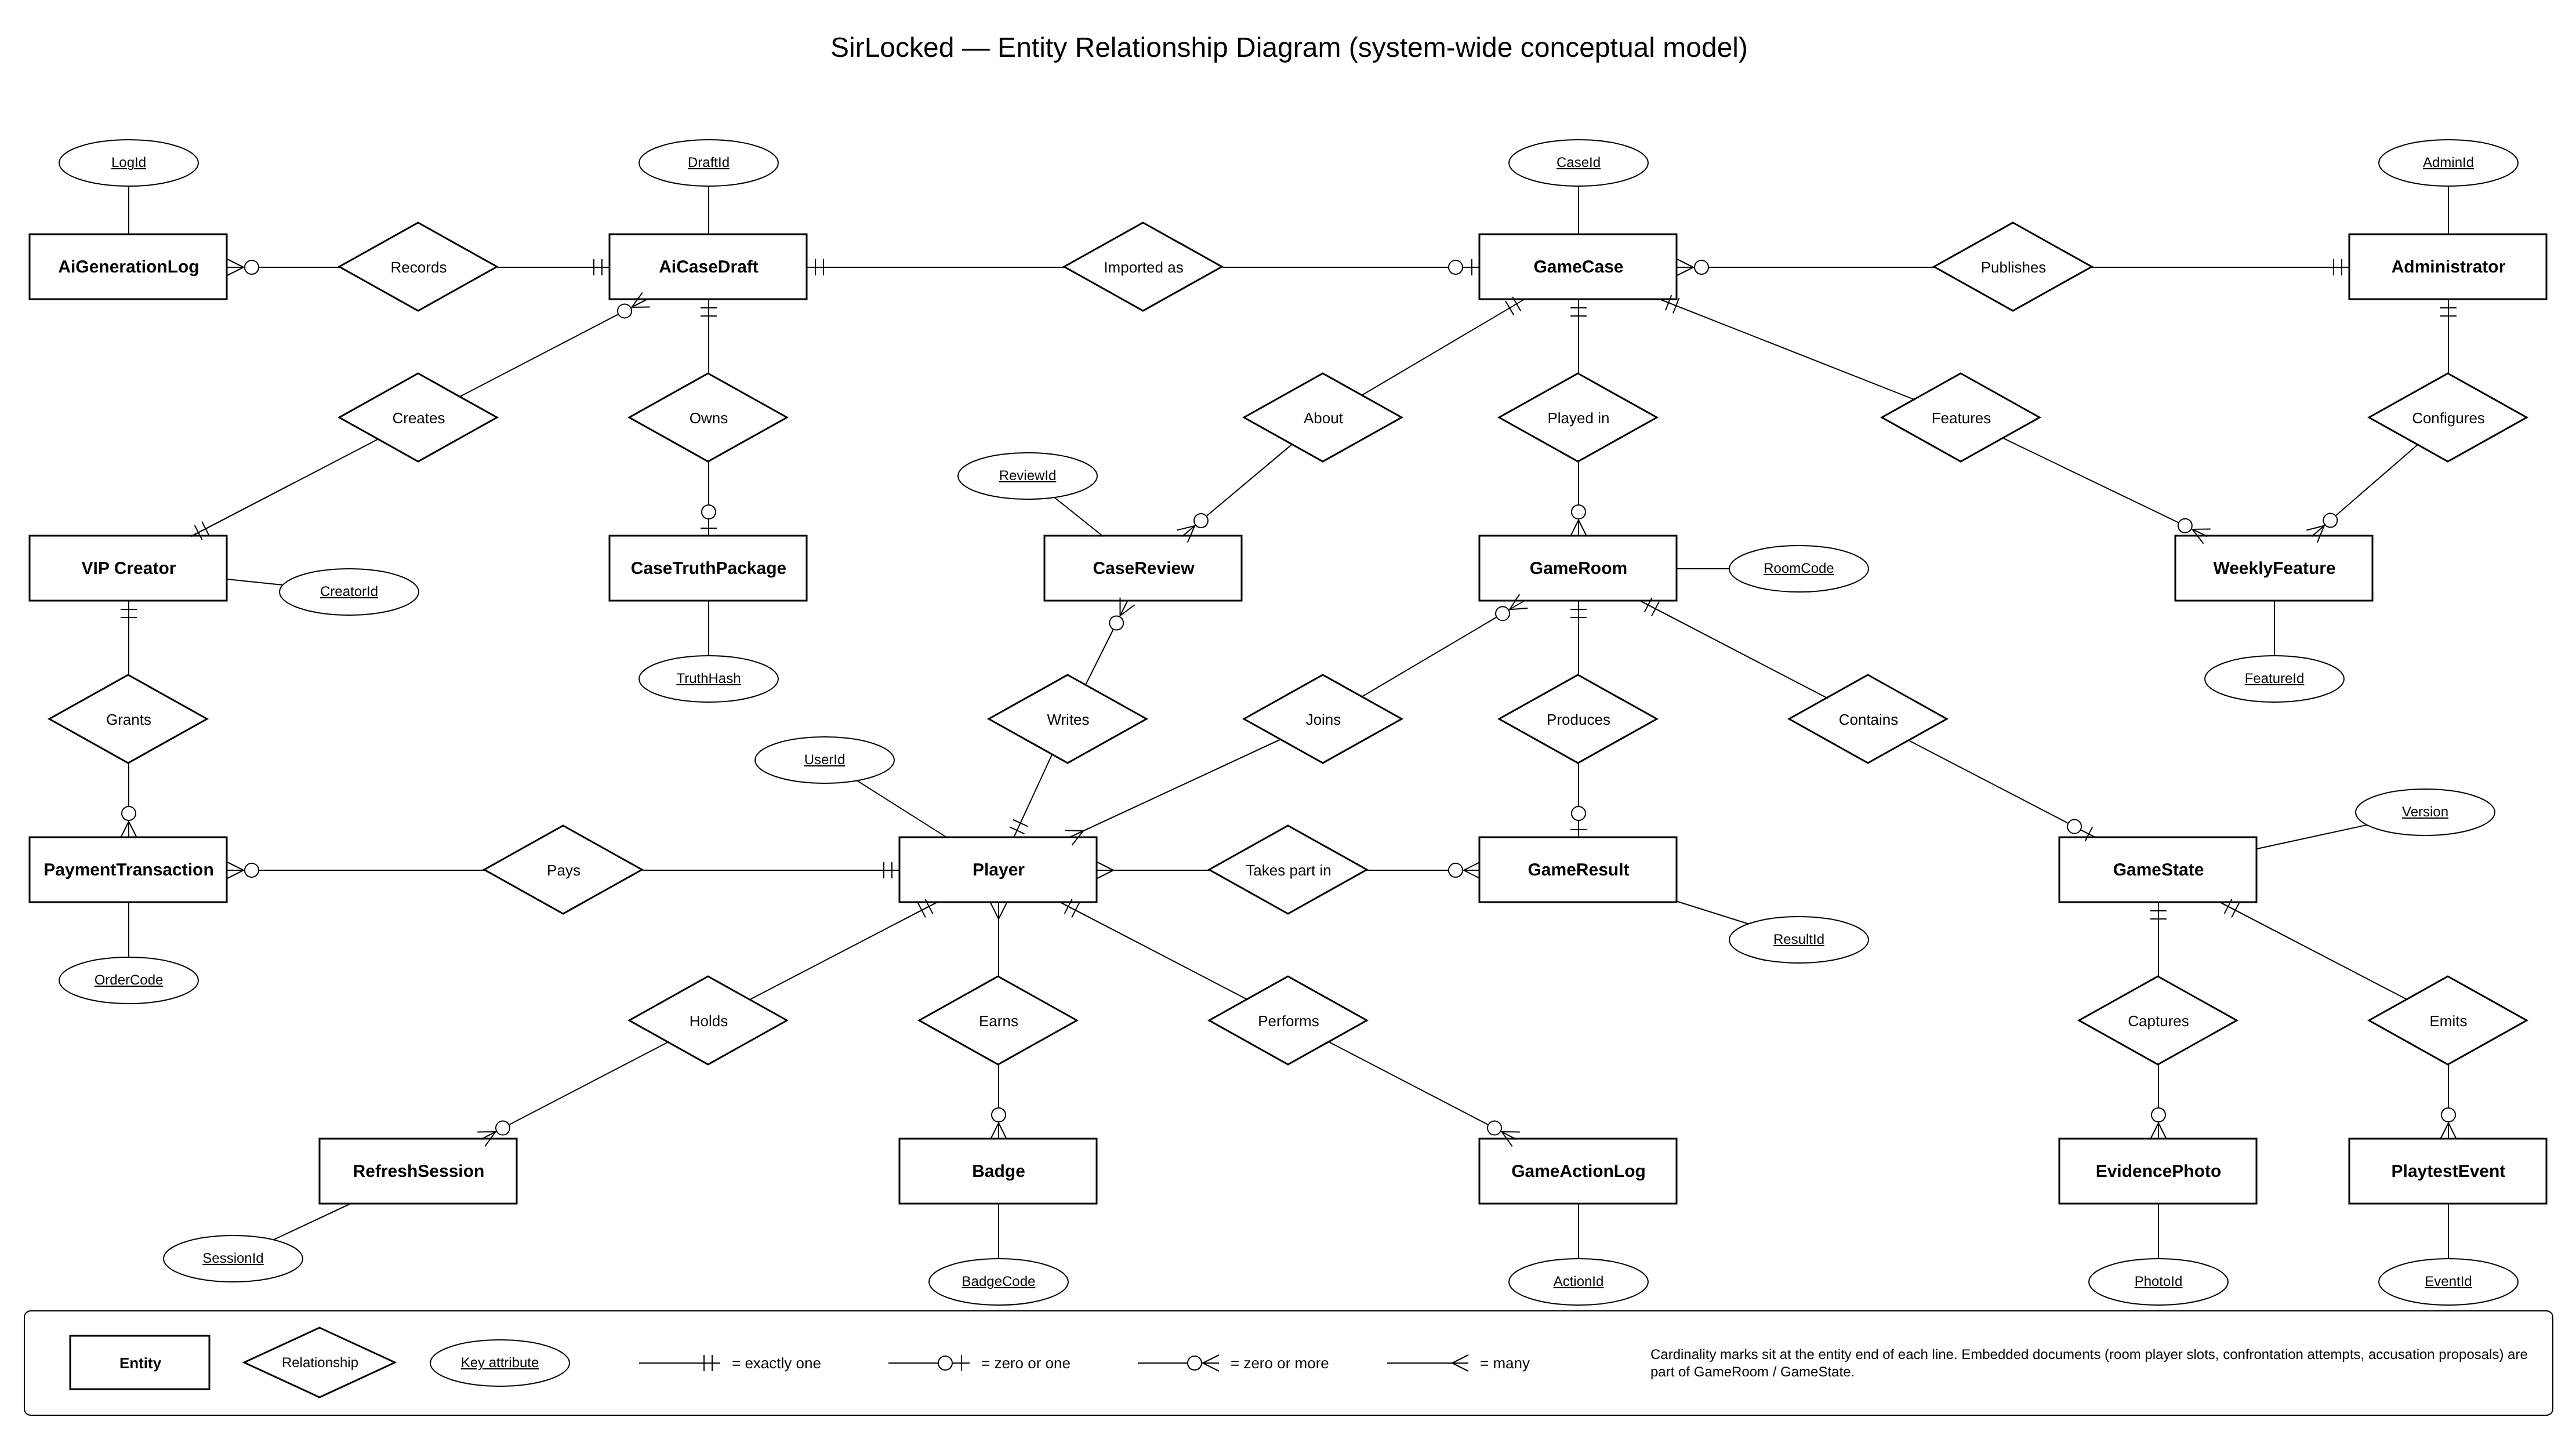 SirLocked — Entity Relationship Diagram (system-wide conceptual model)
LogId
DraftId
CaseId
AdminId
AiGenerationLog
Records
AiCaseDraft
Imported as
GameCase
Publishes
Administrator
Creates
Owns
About
Played in
Features
Configures
ReviewId
VIP Creator
CreatorId
CaseTruthPackage
CaseReview
GameRoom
RoomCode
WeeklyFeature
TruthHash
FeatureId
Grants
Writes
Joins
Produces
Contains
UserId
Version
PaymentTransaction
Pays
Player
Takes part in
GameResult
GameState
ResultId
OrderCode
Holds
Earns
Performs
Captures
Emits
RefreshSession
Badge
GameActionLog
EvidencePhoto
PlaytestEvent
SessionId
BadgeCode
ActionId
PhotoId
EventId
Entity
Relationship
Key attribute
= exactly one
= zero or one
= zero or more
= many
Cardinality marks sit at the entity end of each line. Embedded documents (room player slots, confrontation attempts, accusation proposals) are
part of GameRoom / GameState.